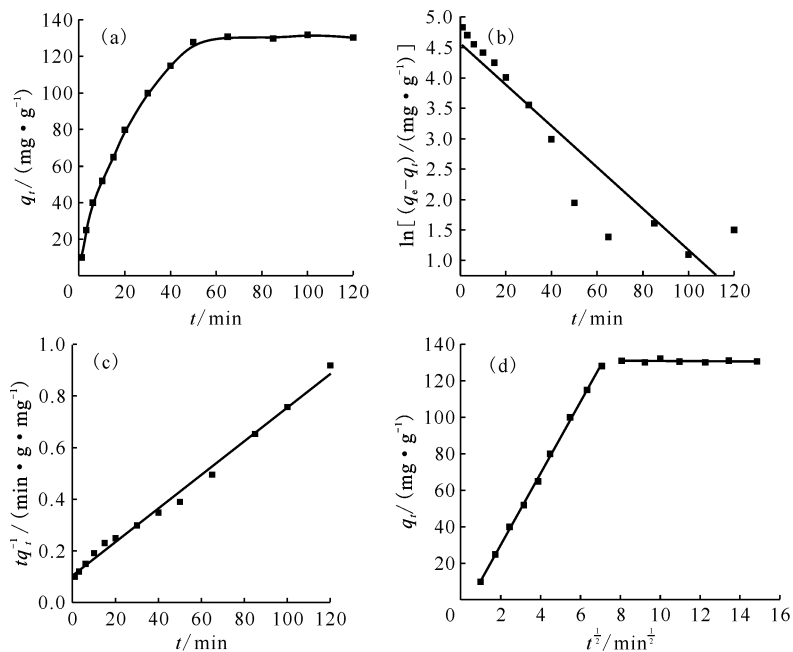 (a)
q_t/(mg•g⁻¹)
140
120
100
80
60
40
20
0 20 40 60 80 100 120
t/min
(b)
ln[(q_e−q_t)/(mg•g⁻¹)]
5.0
4.5
4.0
3.5
3.0
2.5
2.0
1.5
1.0
0 20 40 60 80 100 120
t/min
(c)
tq_t⁻¹/(min•g•mg⁻¹)
1.0
0.8
0.6
0.4
0.2
0.0
0 20 40 60 80 100 120
t/min
(d)
q_t/(mg•g⁻¹)
140
120
100
80
60
40
20
0 2 4 6 8 10 12 14 16
t^{1/2}/min^{1/2}